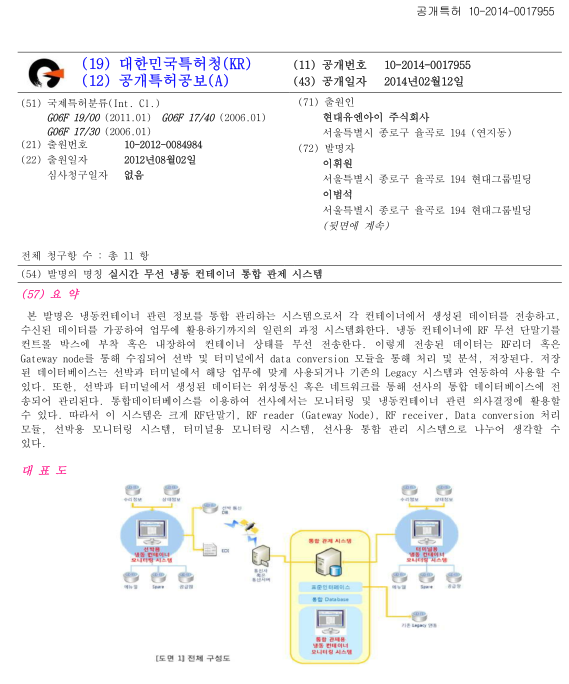 공개특허 10-2014-0017955
(19) 대한민국특허청(KR)
(12) 공개특허공보(A)
(11) 공개번호 10-2014-0017955
(43) 공개일자 2014년02월12일
(51) 국제특허분류(Int. Cl.)
G06F 19/00 (2011.01) G06F 17/40 (2006.01)
G06F 17/30 (2006.01)
(21) 출원번호 10-2012-0084984
(22) 출원일자 2012년08월02일
심사청구일자 없음
(71) 출원인
현대유엔아이 주식회사
서울특별시 종로구 율곡로 194 (연지동)
(72) 발명자
이휘원
서울특별시 종로구 율곡로 194 현대그룹빌딩
이범석
서울특별시 종로구 율곡로 194 현대그룹빌딩
(뒷면에 계속)
전체 청구항 수 : 총 11 항
(54) 발명의 명칭 실시간 무선 냉동 컨테이너 통합 관제 시스템
(57) 요 약
본 발명은 냉동컨테이너 관련 정보를 통합 관리하는 시스템으로서 각 컨테이너에서 생성된 데이터를 전송하고,
수신된 데이터를 가공하여 업무에 활용하기까지의 일련의 과정 시스템화한다. 냉동 컨테이너에 RF 무선 단말기를
컨트롤 박스에 부착 혹은 내장하여 컨테이너 상태를 무선 전송한다. 이렇게 전송된 데이터는 RF리더 혹은
Gateway node를 통해 수집되어 선박 및 터미널에서 data conversion 모듈을 통해 처리 및 분석, 저장된다. 저장
된 데이터베이스는 선박과 터미널에서 해당 업무에 맞게 사용되거나 기존의 Legacy 시스템과 연동하여 사용할 수
있다. 또한, 선박과 터미널에서 생성된 데이터는 위성통신 혹은 네트워크를 통해 선사의 통합 데이터베이스에 전
송되어 관리된다. 통합데이터베이스를 이용하여 선사에서는 모니터링 및 냉동컨테이너 관련 의사결정에 활용할
수 있다. 따라서 이 시스템은 크게 RF단말기, RF reader (Gateway Node), RF receiver, Data conversion 처리
모듈, 선박용 모니터링 시스템, 터미널용 모니터링 시스템, 선사용 통합 관리 시스템으로 나누어 생각할 수
있다.
대 표 도
수리정보 상태정보
선박용
냉동 컨테이너
모니터링 시스템
매뉴얼 Spare
DB
EDI
통합 관제 시스템
표준인터페이스
통합 Database
통합 관제용
냉동 컨테이너
모니터링 시스템
수리정보 상태정보
터미널용
냉동 컨테이너
모니터링 시스템
매뉴얼 Spare
기존 Legacy 연동
[도면 1] 전체 구성도